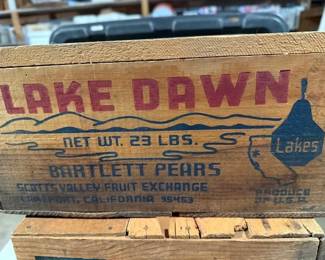 LAKE DAWN
NET WT. 23 LBS.
BARTLETT PEARS
SCOTTS VALLEY FRUIT EXCHANGE
LAKEPORT, CALIFORNIA 95453
Lakes
PRODUCE
OF U.S.A.